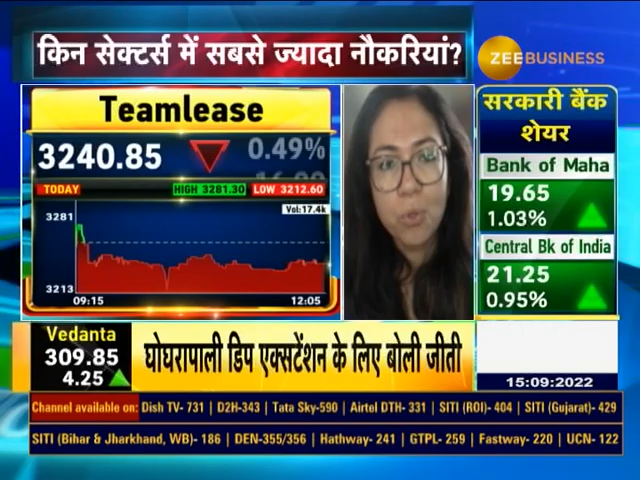 किन सेक्टर्स में सबसे ज्यादा नौकरियां?
ZEE BUSINESS
Teamlease
3240.85
0.49%
TODAY
HIGH 3281.30
LOW 3212.60
Vol:17.4k
3281
3213
09:15
12:05
सरकारी बैंक
शेयर
Bank of Maha
19.65
1.03%
Central Bk of India
21.25
0.95%
Vedanta
309.85
4.25
घोघरापाली डिप एक्सटेंशन के लिए बोली जीती
15:09:2022
Channel available on: Dish TV- 731 | D2H-343 | Tata Sky-590 | Airtel DTH- 331 | SITI (ROI)- 404 | SITI (Gujarat)- 429
SITI (Bihar & Jharkhand, WB)- 186 | DEN-355/356 | Hathway- 241 | GTPL- 259 | Fastway- 220 | UCN- 122